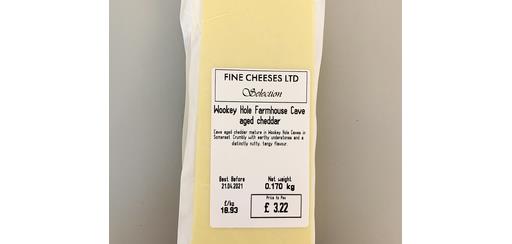 FINE CHEESES LTD
Selection
Wookey Hole Farmhouse Cave
aged cheddar
Cave aged cheddar mature in Wookey Hole Caves in
Somerset. Crumbly with earthy undertones and a
distinctly nutty, tangy flavour.
Best Before
21.04.2021
Net weight
0.170 kg
£/kg
18.93
Price to Pay
£ 3.22